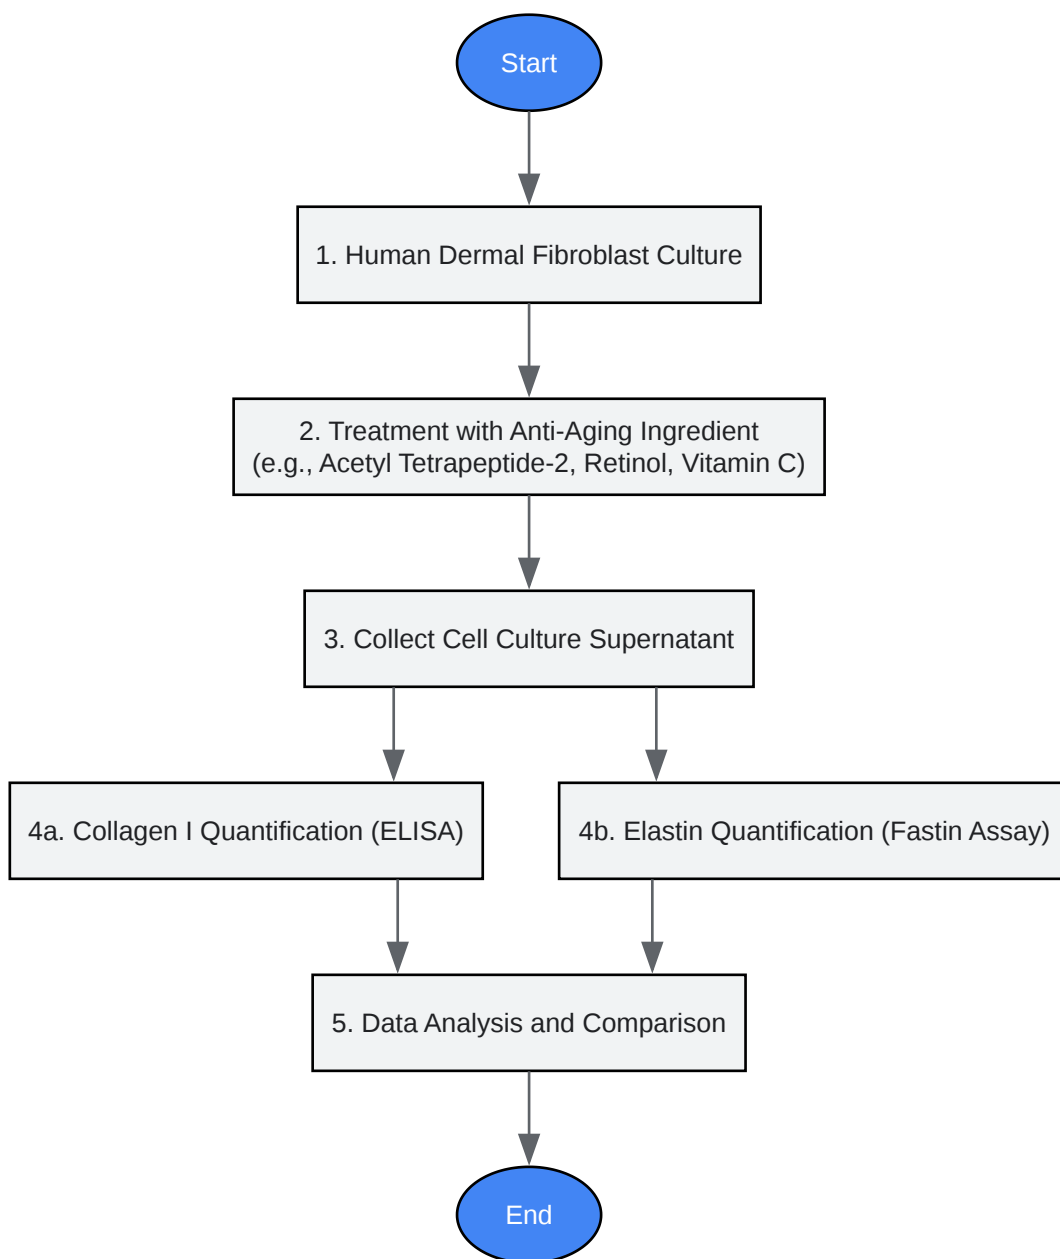 Start
1. Human Dermal Fibroblast Culture
2. Treatment with Anti-Aging Ingredient
(e.g., Acetyl Tetrapeptide-2, Retinol, Vitamin C)
3. Collect Cell Culture Supernatant
4a. Collagen I Quantification (ELISA)
4b. Elastin Quantification (Fastin Assay)
5. Data Analysis and Comparison
End